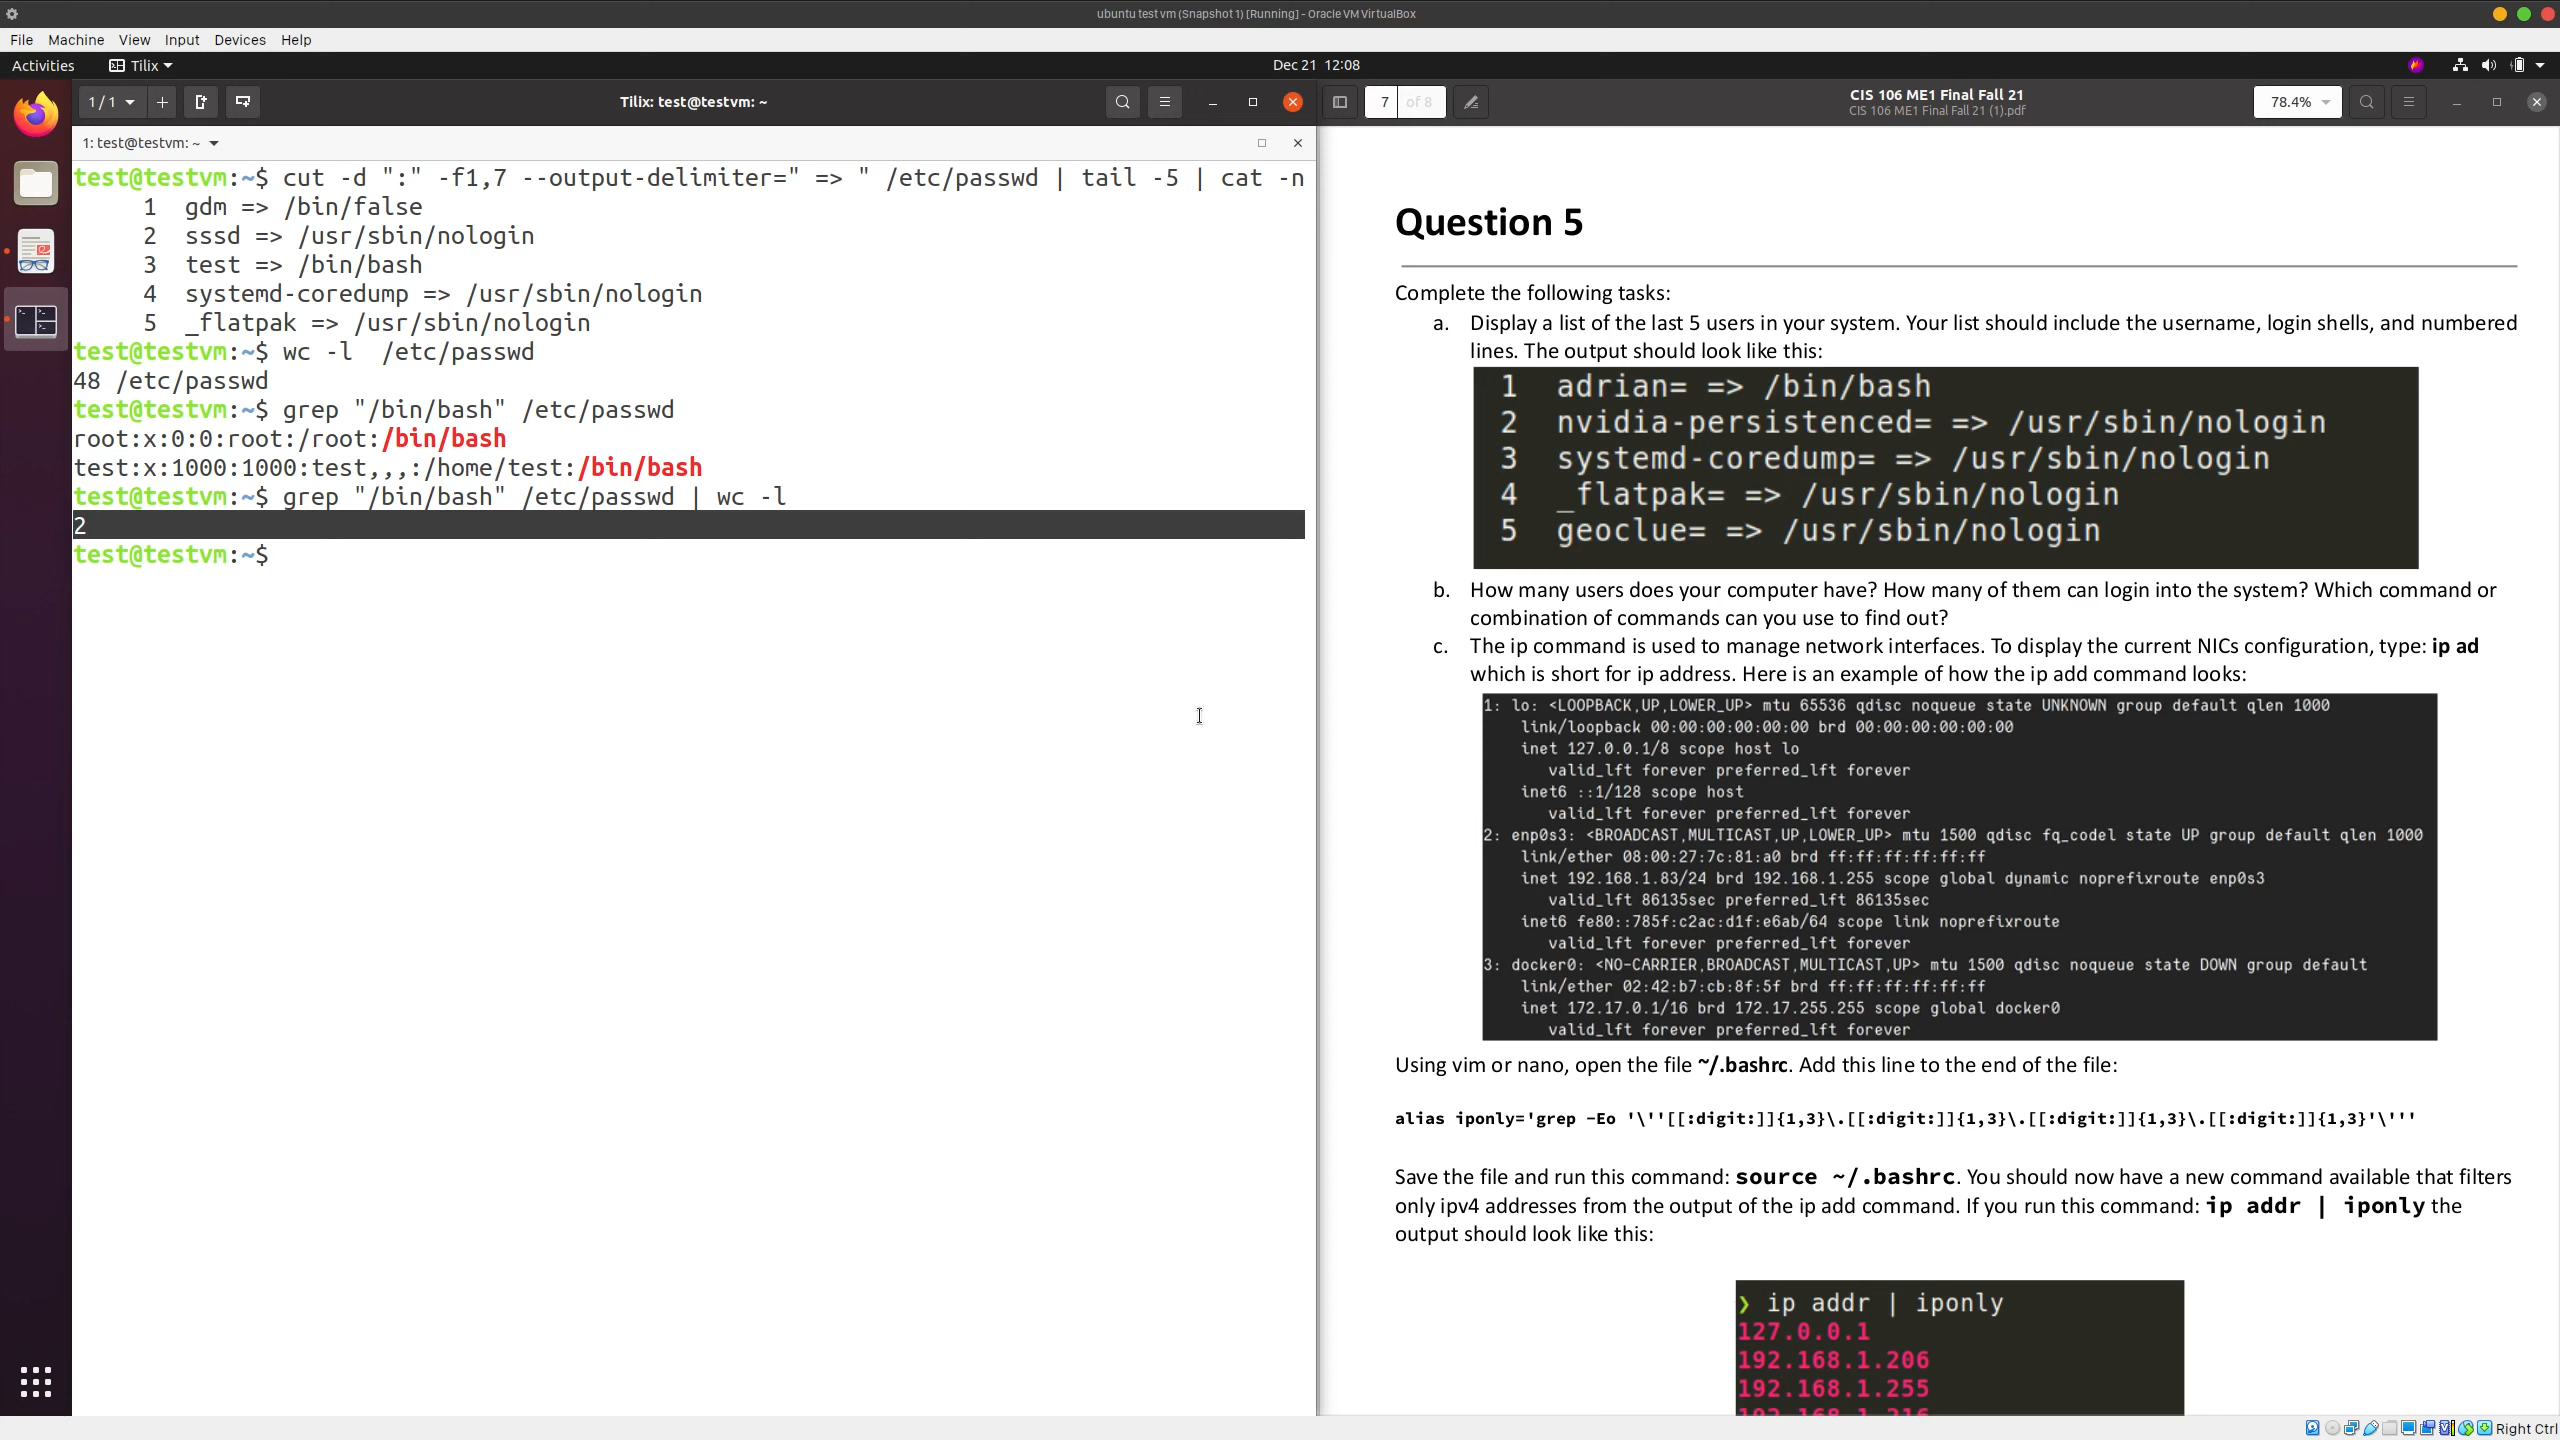 ubuntu test vm (Snapshot 1) [Running] - Oracle VM VirtualBox
File Machine View Input Devices Help
Activities Tilix Dec 21 12:08
1 / 1 Tilix: test@testvm: ~
1: test@testvm: ~
test@testvm:~$ cut -d ":" -f1,7 --output-delimiter=" => " /etc/passwd | tail -5 | cat -n
1 gdm => /bin/false
2 sssd => /usr/sbin/nologin
3 test => /bin/bash
4 systemd-coredump => /usr/sbin/nologin
5 _flatpak => /usr/sbin/nologin
test@testvm:~$ wc -l  /etc/passwd
48 /etc/passwd
test@testvm:~$ grep "/bin/bash" /etc/passwd
root:x:0:0:root:/root:/bin/bash
test:x:1000:1000:test,,,:/home/test:/bin/bash
test@testvm:~$ grep "/bin/bash" /etc/passwd | wc -l
2
test@testvm:~$
7 of 8
CIS 106 ME1 Final Fall 21
CIS 106 ME1 Final Fall 21 (1).pdf
78.4%
Question 5
Complete the following tasks:
a. Display a list of the last 5 users in your system. Your list should include the username, login shells, and numbered
lines. The output should look like this:
1 adrian= => /bin/bash
2 nvidia-persistenced= => /usr/sbin/nologin
3 systemd-coredump= => /usr/sbin/nologin
4 _flatpak= => /usr/sbin/nologin
5 geoclue= => /usr/sbin/nologin
b. How many users does your computer have? How many of them can login into the system? Which command or
combination of commands can you use to find out?
c. The ip command is used to manage network interfaces. To display the current NICs configuration, type: ip ad
which is short for ip address. Here is an example of how the ip add command looks:
1: lo: <LOOPBACK,UP,LOWER_UP> mtu 65536 qdisc noqueue state UNKNOWN group default qlen 1000
link/loopback 00:00:00:00:00:00 brd 00:00:00:00:00:00
inet 127.0.0.1/8 scope host lo
valid_lft forever preferred_lft forever
inet6 ::1/128 scope host
valid_lft forever preferred_lft forever
2: enp0s3: <BROADCAST,MULTICAST,UP,LOWER_UP> mtu 1500 qdisc fq_codel state UP group default qlen 1000
link/ether 08:00:27:7c:81:a0 brd ff:ff:ff:ff:ff:ff
inet 192.168.1.83/24 brd 192.168.1.255 scope global dynamic noprefixroute enp0s3
valid_lft 86135sec preferred_lft 86135sec
inet6 fe80::785f:c2ac:d1f:e6ab/64 scope link noprefixroute
valid_lft forever preferred_lft forever
3: docker0: <NO-CARRIER,BROADCAST,MULTICAST,UP> mtu 1500 qdisc noqueue state DOWN group default
link/ether 02:42:b7:cb:8f:5f brd ff:ff:ff:ff:ff:ff
inet 172.17.0.1/16 brd 172.17.255.255 scope global docker0
valid_lft forever preferred_lft forever
Using vim or nano, open the file ~/.bashrc. Add this line to the end of the file:
alias iponly='grep -Eo '\''[[:digit:]]{1,3}\.[[:digit:]]{1,3}\.[[:digit:]]{1,3}\.[[:digit:]]{1,3}'\'''
Save the file and run this command: source ~/.bashrc. You should now have a new command available that filters
only ipv4 addresses from the output of the ip add command. If you run this command: ip addr | iponly the
output should look like this:
❯ ip addr | iponly
127.0.0.1
192.168.1.206
192.168.1.255
192.168.1.216
Right Ctrl